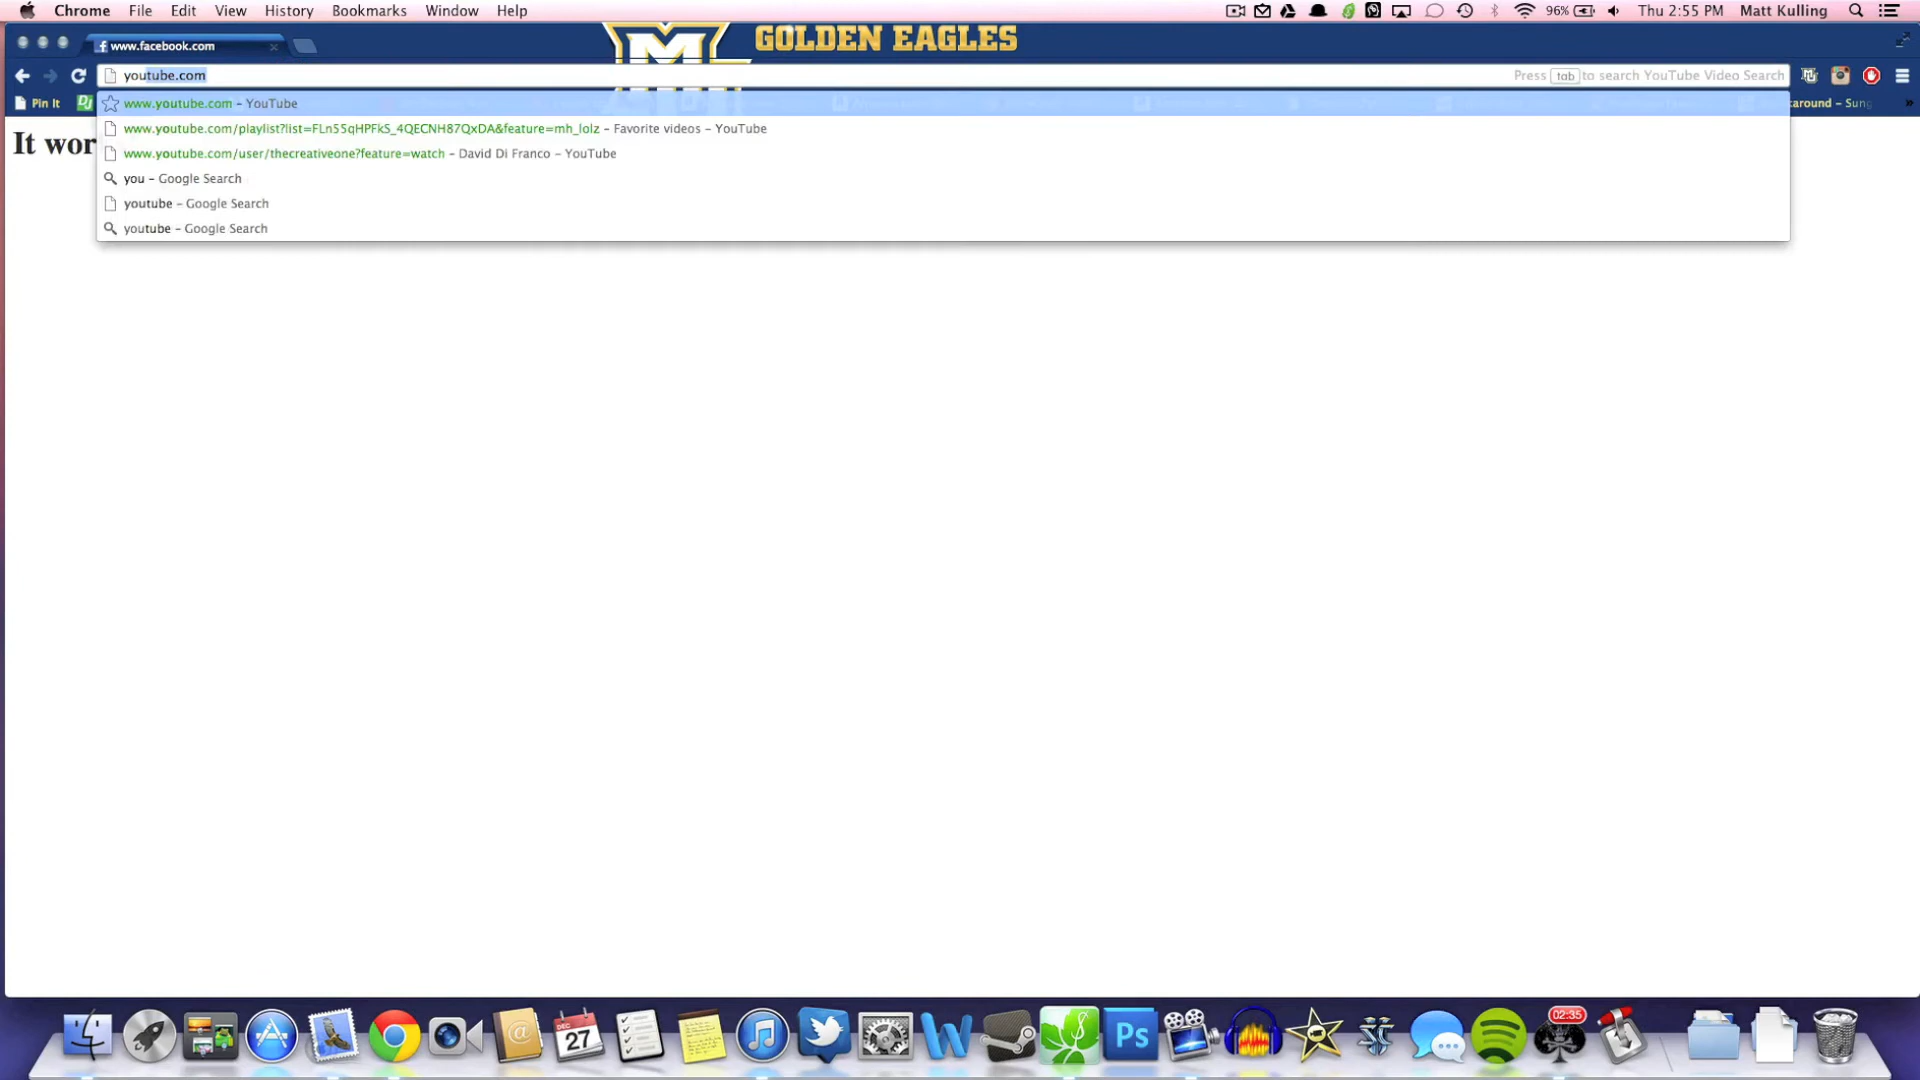 Chrome File Edit View History Bookmarks Window Help 96% Thu 2:55 PM Matt Kulling
GOLDEN EAGLES
www.facebook.com
youtube.com Press tab to search YouTube Video Search
Pin It
www.youtube.com – YouTube
www.youtube.com/playlist?list=FLn55qHPFkS_4QECNH87QxDA&feature=mh_lolz – Favorite videos – YouTube
www.youtube.com/user/thecreativeone?feature=watch – David Di Franco – YouTube
you – Google Search
youtube – Google Search
youtube – Google Search
It wor
DEC
27
Ps
02:35